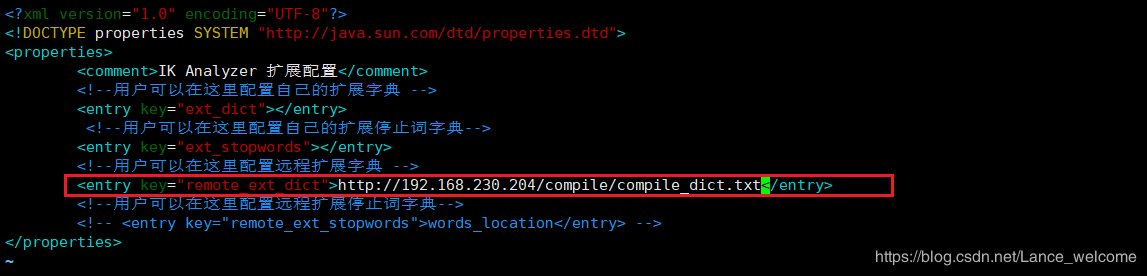 <?xml version="1.0" encoding="UTF-8"?>
<!DOCTYPE properties SYSTEM "http://java.sun.com/dtd/properties.dtd">
<properties>
        <comment>IK Analyzer 扩展配置</comment>
        <!--用户可以在这里配置自己的扩展字典 -->
        <entry key="ext_dict"></entry>
         <!--用户可以在这里配置自己的扩展停止词字典-->
        <entry key="ext_stopwords"></entry>
        <!--用户可以在这里配置远程扩展字典 -->
        <entry key="remote_ext_dict">http://192.168.230.204/compile/compile_dict.txt</entry>
        <!--用户可以在这里配置远程扩展停止词字典-->
        <!-- <entry key="remote_ext_stopwords">words_location</entry> -->
</properties>
~
https://blog.csdn.net/Lance_welcome